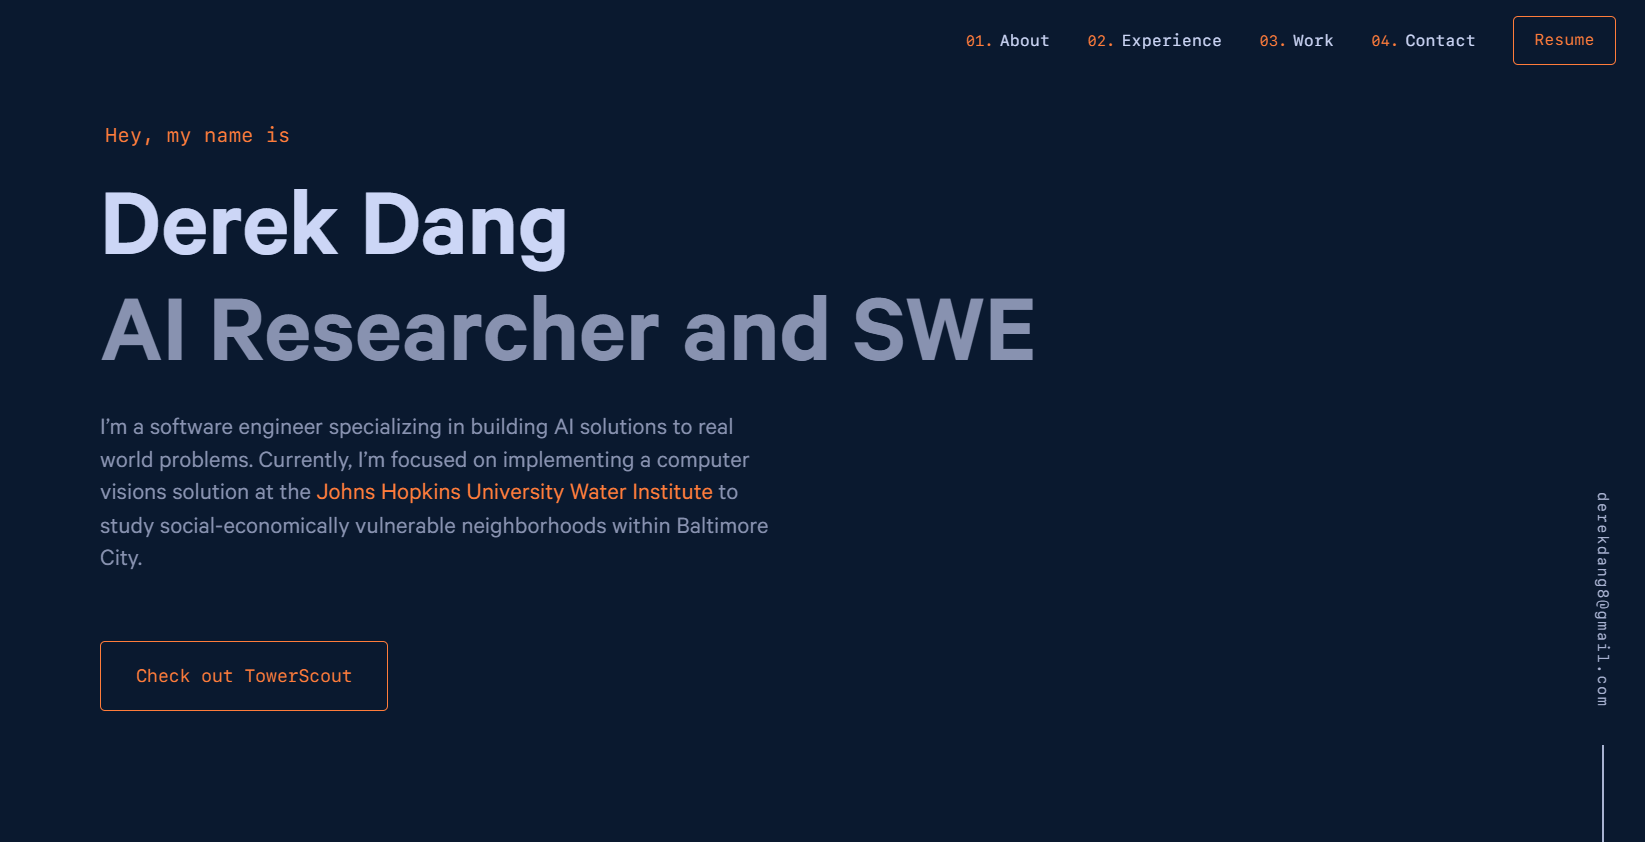 01. About 02. Experience 03. Work 04. Contact Resume
Hey, my name is
Derek Dang
AI Researcher and SWE
I’m a software engineer specializing in building AI solutions to real
world problems. Currently, I’m focused on implementing a computer
visions solution at the Johns Hopkins University Water Institute to
study social-economically vulnerable neighborhoods within Baltimore
City.
Check out TowerScout
derekdang8@gmail.com